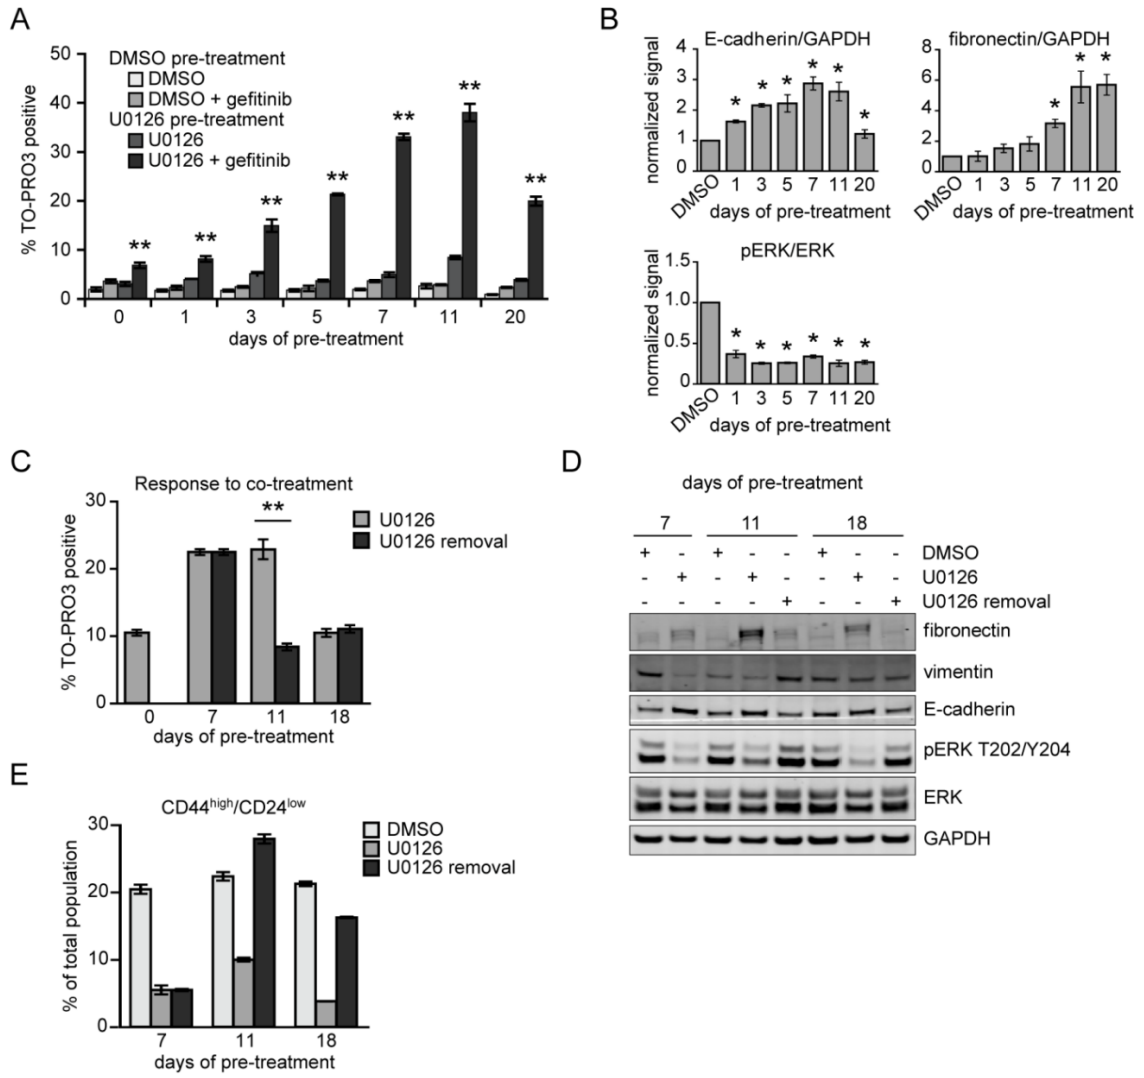 A
50
40
30
20
10
0
% TO-PRO3 positive
DMSO pre-treatment
DMSO
DMSO + gefitinib
U0126 pre-treatment
U0126
U0126 + gefitinib
** ** ** ** ** ** **
0 1 3 5 7 11 20
days of pre-treatment
B
E-cadherin/GAPDH
normalized signal
4
3
2
1
0
* * * * * *
DMSO 1 3 5 7 11 20
days of pre-treatment
fibronectin/GAPDH
8
6
4
2
0
* * *
DMSO 1 3 5 7 11 20
days of pre-treatment
pERK/ERK
normalized signal
1.5
1.0
0.5
0
* * * * * *
DMSO 1 3 5 7 11 20
days of pre-treatment
C
Response to co-treatment
% TO-PRO3 positive
30
20
10
0
**
U0126
U0126 removal
0 7 11 18
days of pre-treatment
D
days of pre-treatment
7 11 18
+ - + - - + - - DMSO
- + - + - - + - U0126
- - - - + - - + U0126 removal
fibronectin
vimentin
E-cadherin
pERK T202/Y204
ERK
GAPDH
E
CD44high/CD24low
% of total population
30
20
10
0
DMSO
U0126
U0126 removal
7 11 18
days of pre-treatment